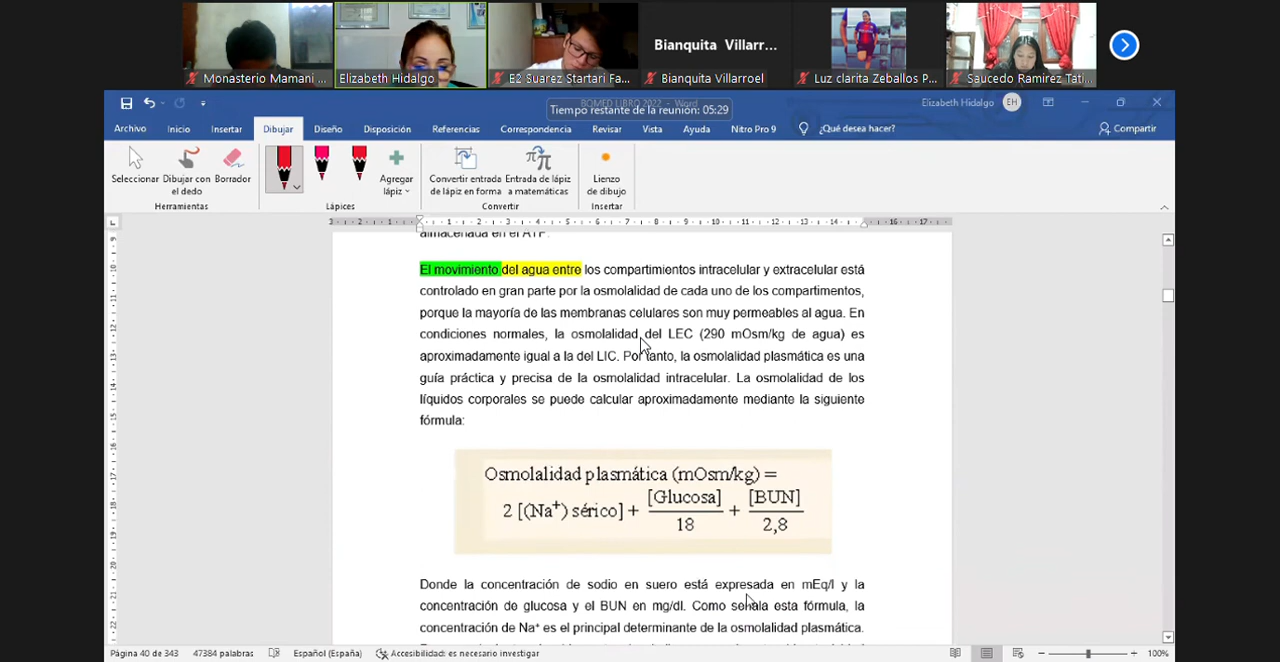 Monasterio Mamani ...
Elizabeth Hidalgo
E2 Suarez Startari Fa...
Bianquita Villarr...
Bianquita Villarroel
Luz clarita Zeballos P...
Saucedo Ramirez Tati...
BQMED LIBRO 2022 - Word
Tiempo restante de la reunión: 05:29
Elizabeth Hidalgo
EH
Archivo
Inicio
Insertar
Dibujar
Diseño
Disposición
Referencias
Correspondencia
Revisar
Vista
Ayuda
Nitro Pro 9
¿Qué desea hacer?
Compartir
Seleccionar
Dibujar con el dedo
Borrador
Agregar lápiz
Convertir entrada de lápiz en forma
Entrada de lápiz a matemáticas
Lienzo de dibujo
Herramientas
Lápices
Convertir
Insertar
almacenada en el ATP.
El movimiento del agua entre los compartimientos intracelular y extracelular está
controlado en gran parte por la osmolalidad de cada uno de los compartimentos,
porque la mayoría de las membranas celulares son muy permeables al agua. En
condiciones normales, la osmolalidad del LEC (290 mOsm/kg de agua) es
aproximadamente igual a la del LIC. Por tanto, la osmolalidad plasmática es una
guía práctica y precisa de la osmolalidad intracelular. La osmolalidad de los
líquidos corporales se puede calcular aproximadamente mediante la siguiente
fórmula:
Osmolalidad plasmática (mOsm/kg) =
2 [(Na⁺) sérico] + [Glucosa]/18 + [BUN]/2,8
Donde la concentración de sodio en suero está expresada en mEq/l y la
concentración de glucosa y el BUN en mg/dl. Como señala esta fórmula, la
concentración de Na⁺ es el principal determinante de la osmolalidad plasmática.
Página 40 de 343
47384 palabras
Español (España)
Accesibilidad: es necesario investigar
100%